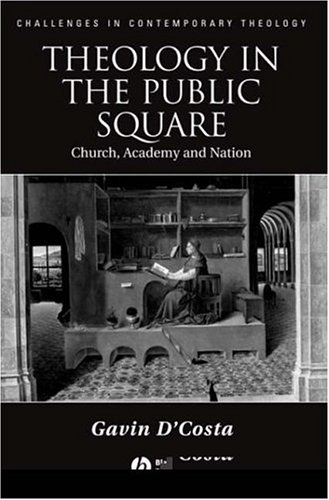 CHALLENGES IN CONTEMPORARY THEOLOGY
THEOLOGY IN
THE PUBLIC
SQUARE
Church, Academy and Nation
Gavin D'Costa